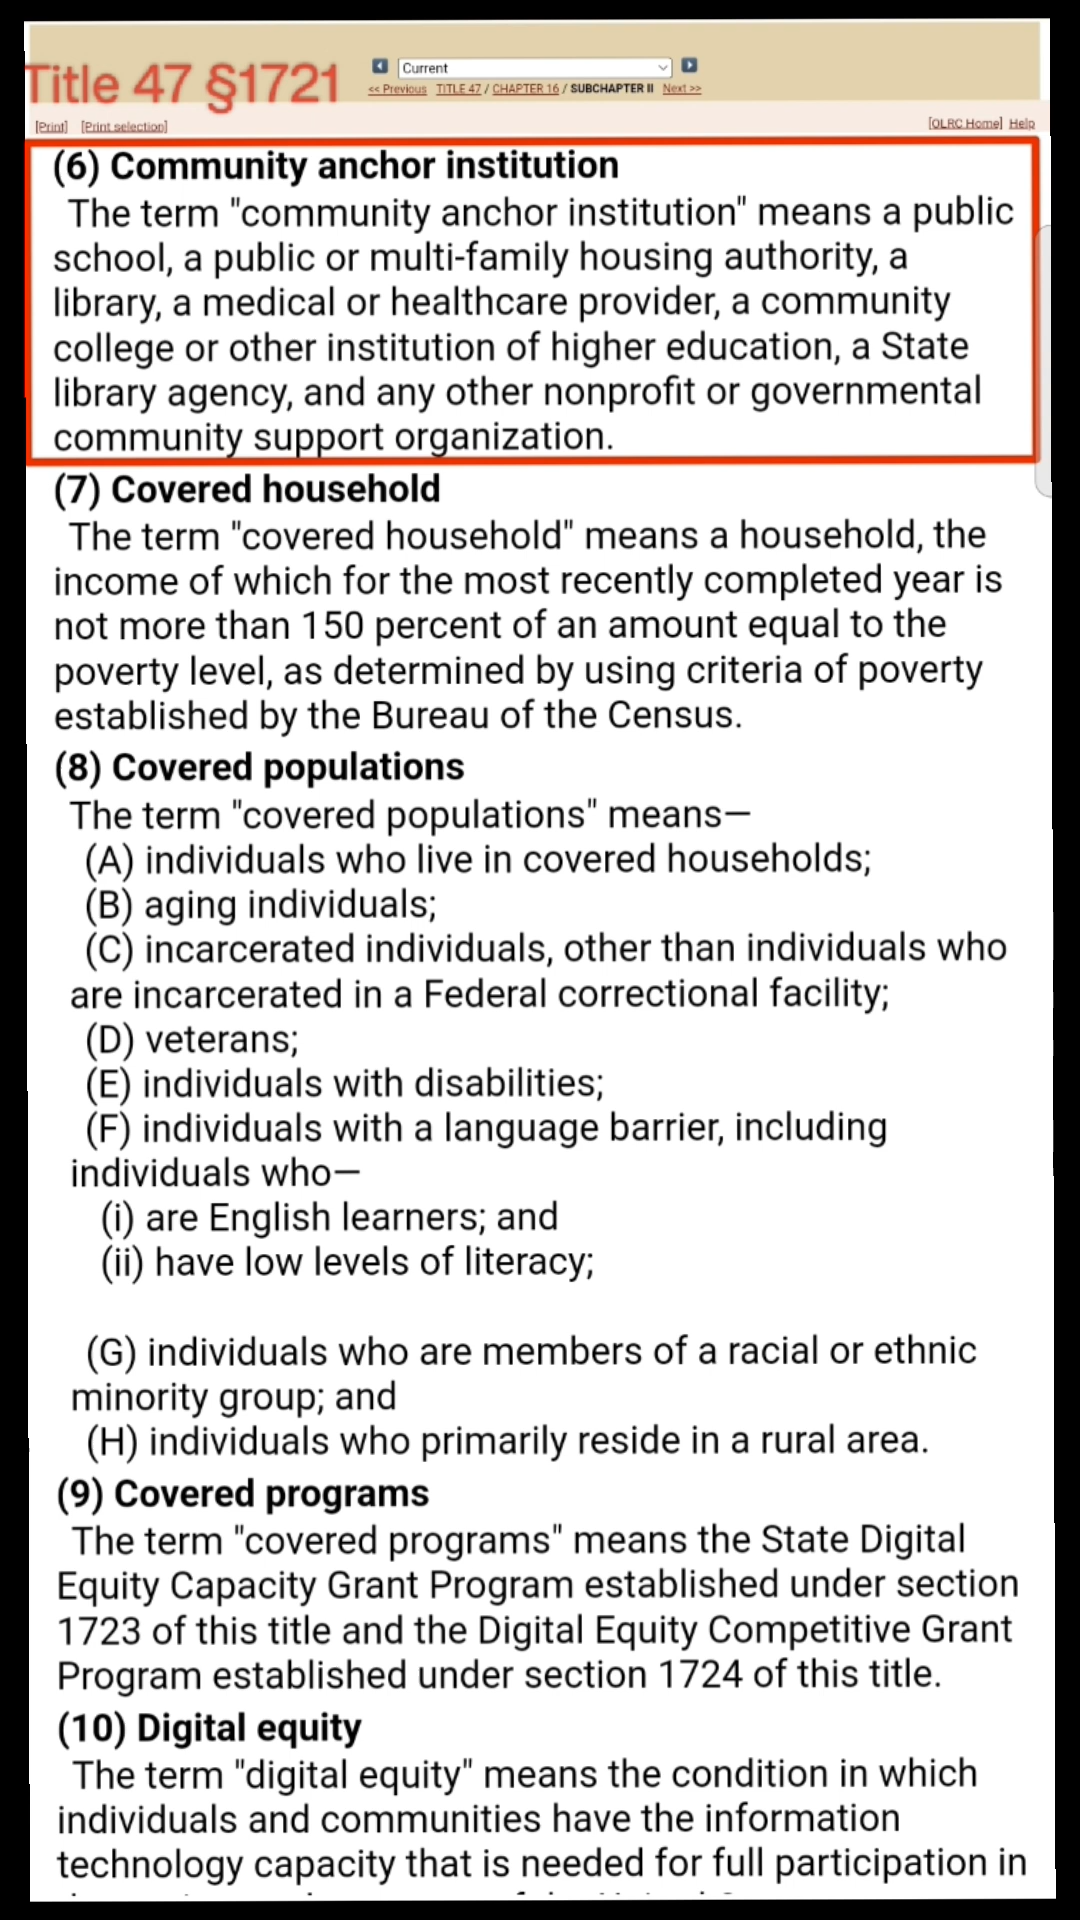 Title 47 §1721
Current
<< Previous TITLE 47 / CHAPTER 16 / SUBCHAPTER II Next >>
[Print] [Print selection] [OLRC Home] Help
(6) Community anchor institution
The term "community anchor institution" means a public
school, a public or multi-family housing authority, a
library, a medical or healthcare provider, a community
college or other institution of higher education, a State
library agency, and any other nonprofit or governmental
community support organization.
(7) Covered household
The term "covered household" means a household, the
income of which for the most recently completed year is
not more than 150 percent of an amount equal to the
poverty level, as determined by using criteria of poverty
established by the Bureau of the Census.
(8) Covered populations
The term "covered populations" means—
(A) individuals who live in covered households;
(B) aging individuals;
(C) incarcerated individuals, other than individuals who
are incarcerated in a Federal correctional facility;
(D) veterans;
(E) individuals with disabilities;
(F) individuals with a language barrier, including
individuals who—
(i) are English learners; and
(ii) have low levels of literacy;
(G) individuals who are members of a racial or ethnic
minority group; and
(H) individuals who primarily reside in a rural area.
(9) Covered programs
The term "covered programs" means the State Digital
Equity Capacity Grant Program established under section
1723 of this title and the Digital Equity Competitive Grant
Program established under section 1724 of this title.
(10) Digital equity
The term "digital equity" means the condition in which
individuals and communities have the information
technology capacity that is needed for full participation in